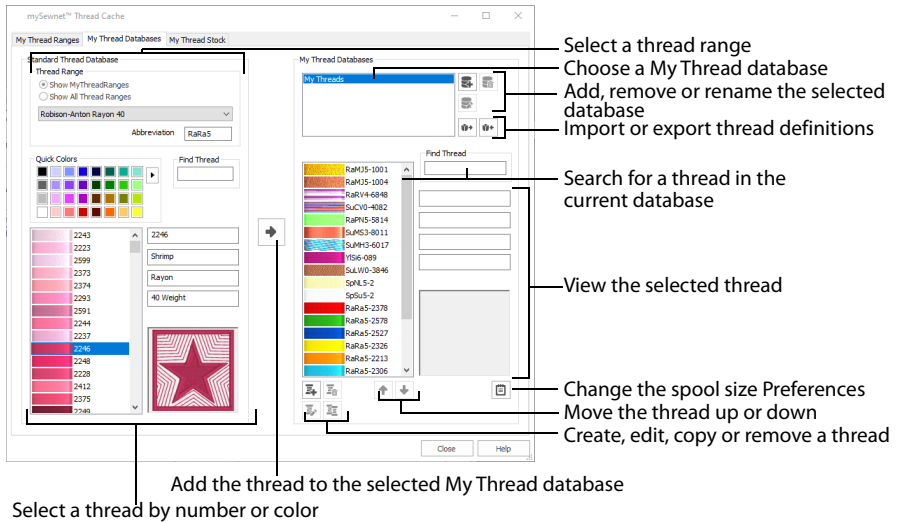 mySewnet™ Thread Cache
My Thread Ranges
My Thread Databases
My Thread Stock
Standard Thread Database
Thread Range
Show MyThreadRanges
Show All Thread Ranges
Robison-Anton Rayon 40
Abbreviation
RaRa5
Quick Colors
Find Thread
2243
2223
2599
2373
2374
2293
2591
2244
2237
2246
2248
2228
2412
2375
2249
2246
Shrimp
Rayon
40 Weight
My Thread Databases
My Threads
Find Thread
RaMJ5-1001
RaMJ5-1004
RaRV4-6848
SuCV0-4082
RaPN5-5814
SuMS3-8011
SuMH3-6017
YlSi6-089
SuLW0-3846
SpNL5-2
SpSu5-2
RaRa5-2378
RaRa5-2578
RaRa5-2527
RaRa5-2326
RaRa5-2213
RaRa5-2306
Close
Help
Select a thread range
Choose a My Thread database
Add, remove or rename the selected
database
Import or export thread definitions
Search for a thread in the
current database
View the selected thread
Change the spool size Preferences
Move the thread up or down
Create, edit, copy or remove a thread
Add the thread to the selected My Thread database
Select a thread by number or color